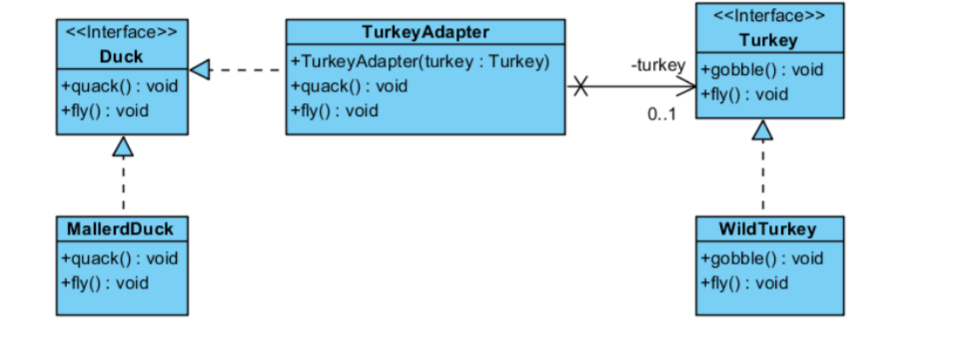 <<Interface>>
Duck
+quack() : void
+fly() : void
TurkeyAdapter
+TurkeyAdapter(turkey : Turkey)
+quack() : void
+fly() : void
-turkey
0..1
<<Interface>>
Turkey
+gobble() : void
+fly() : void
MallerdDuck
+quack() : void
+fly() : void
WildTurkey
+gobble() : void
+fly() : void